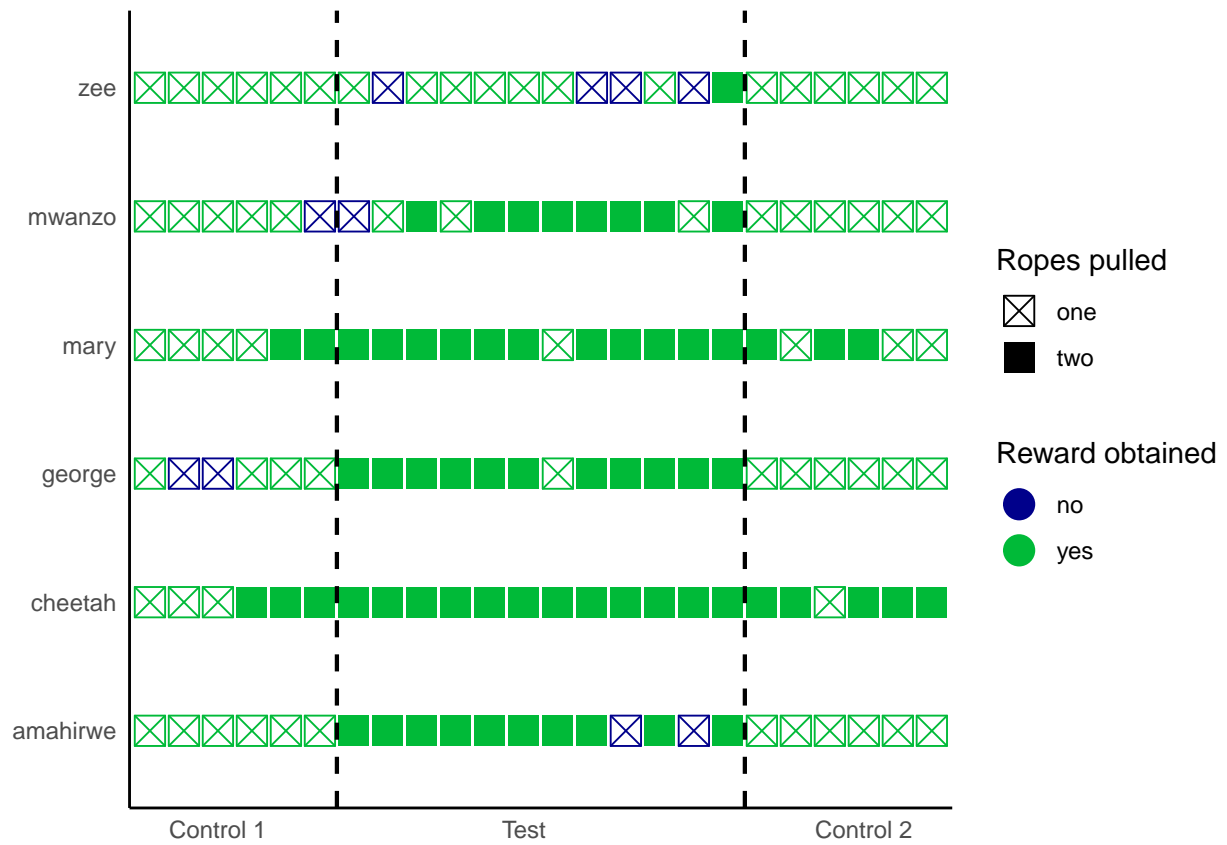 zee
mwanzo
mary
george
cheetah
amahirwe
Control 1
Test
Control 2
Ropes pulled
one
two
Reward obtained
no
yes